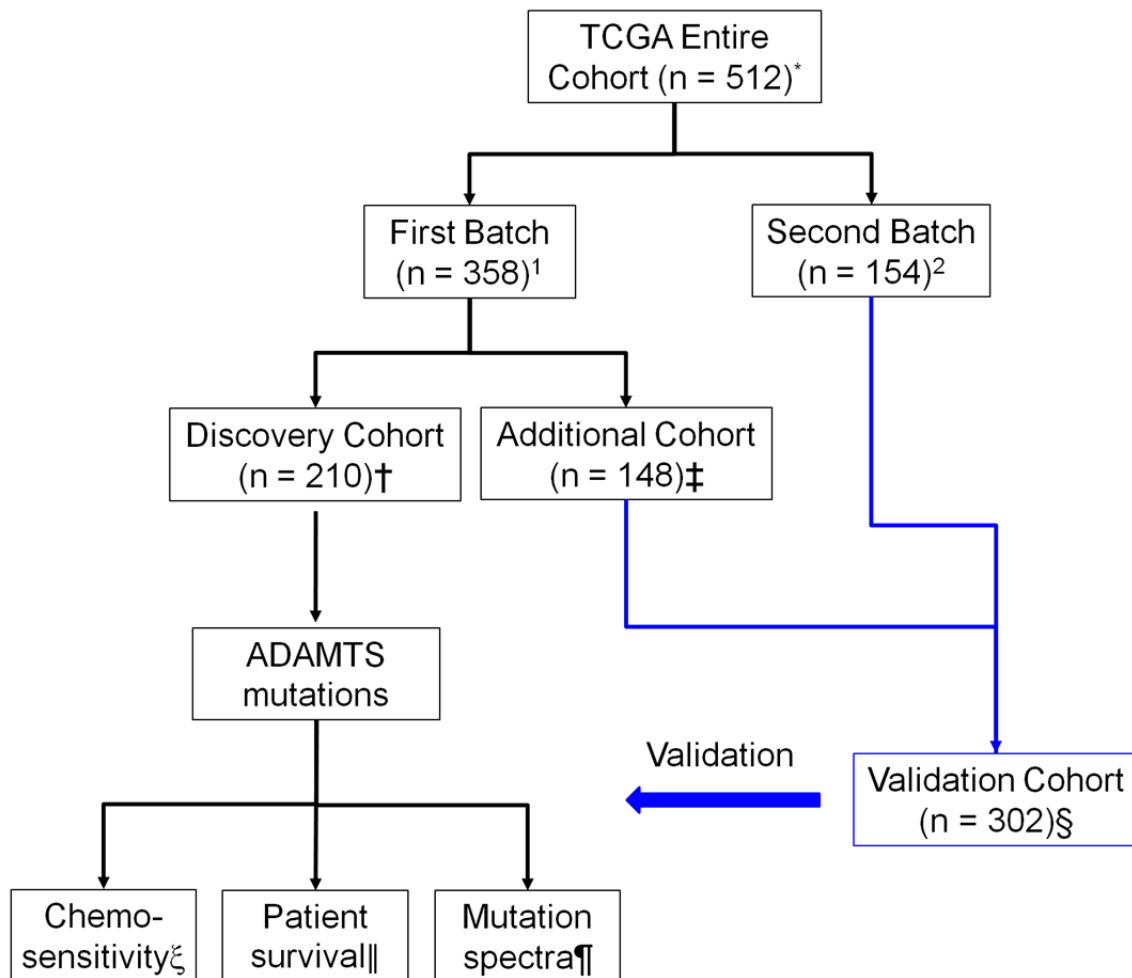 TCGA Entire
Cohort (n = 512)*
First Batch
(n = 358)1
Second Batch
(n = 154)2
Discovery Cohort
(n = 210)†
Additional Cohort
(n = 148)‡
ADAMTS
mutations
Validation
Validation Cohort
(n = 302)§
Chemo-
sensitivityξ
Patient
survival‖
Mutation
spectra¶